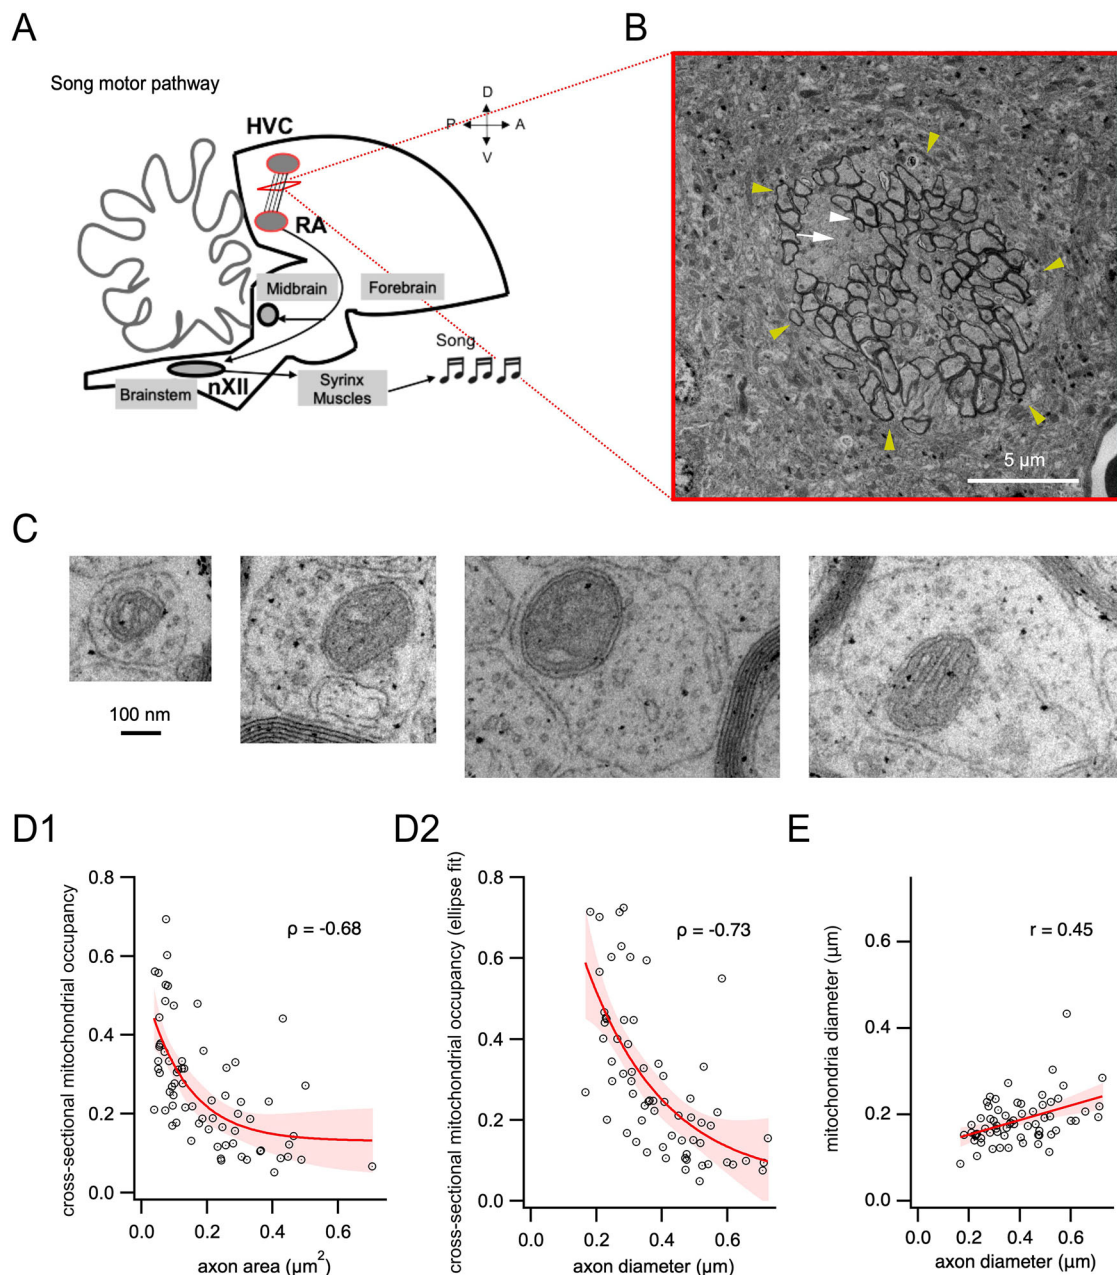 A
B
Song motor pathway
D
P
A
V
HVC
RA
Midbrain
Forebrain
Song
Brainstem
nXII
Syrinx
Muscles
5 µm
C
100 nm
D1
D2
E
cross-sectional mitochondrial occupancy
0.8
0.6
0.4
0.2
0.0
ρ = -0.68
0.0
0.2
0.4
0.6
axon area (µm²)
cross-sectional mitochondrial occupancy (ellipse fit)
0.8
0.6
0.4
0.2
0.0
ρ = -0.73
0.0
0.2
0.4
0.6
axon diameter (µm)
mitochondria diameter (µm)
0.6
0.4
0.2
0.0
r = 0.45
0.0
0.2
0.4
0.6
axon diameter (µm)